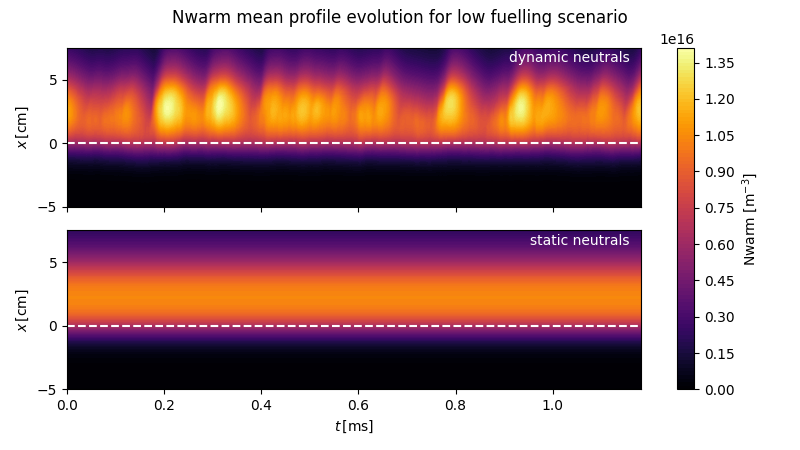 Nwarm mean profile evolution for low fuelling scenario
1e16
dynamic neutrals
5
0
−5
x [cm]
static neutrals
5
0
−5
x [cm]
0.0 0.2 0.4 0.6 0.8 1.0
t [ms]
1.35
1.20
1.05
0.90
0.75
0.60
0.45
0.30
0.15
0.00
Nwarm [m⁻³]